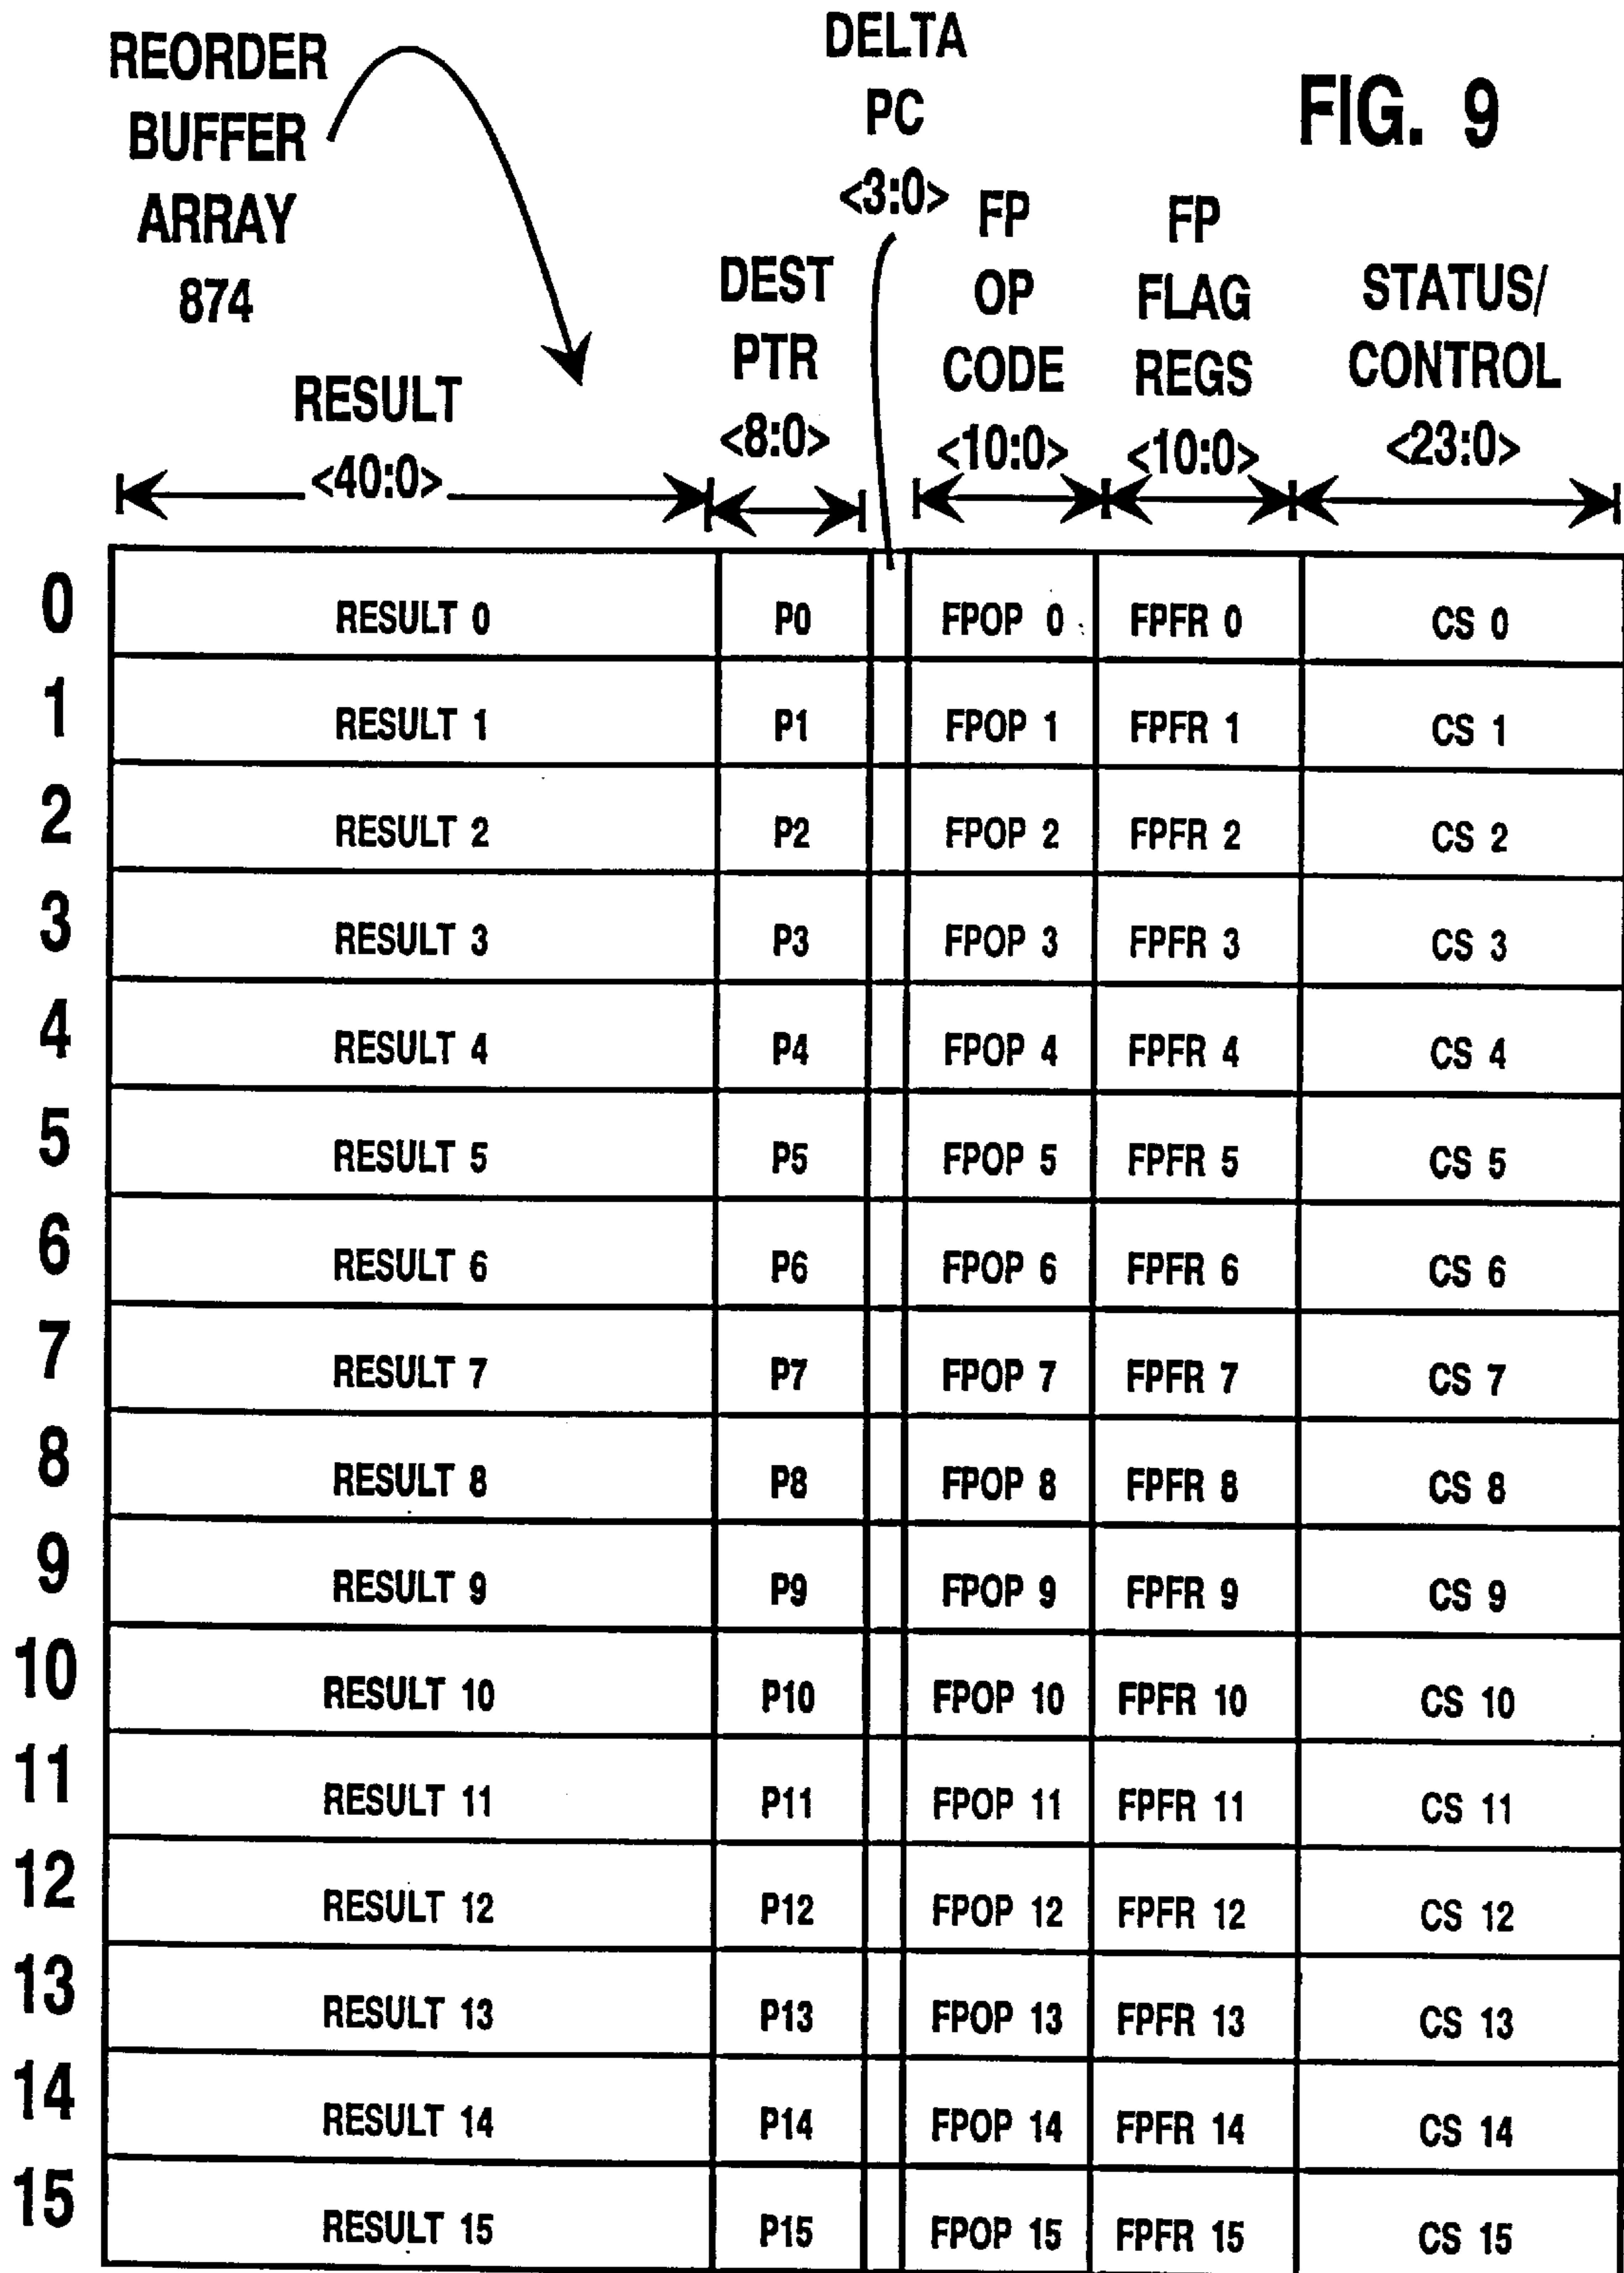 REORDER
BUFFER
ARRAY
874
DELTA
PC
<3:0>
FIG. 9
RESULT
<40:0>
DEST
PTR
<8:0>
FP
OP
CODE
<10:0>
FP
FLAG
REGS
<10:0>
STATUS/
CONTROL
<23:0>
0 RESULT 0 P0 FPOP 0 FPFR 0 CS 0
1 RESULT 1 P1 FPOP 1 FPFR 1 CS 1
2 RESULT 2 P2 FPOP 2 FPFR 2 CS 2
3 RESULT 3 P3 FPOP 3 FPFR 3 CS 3
4 RESULT 4 P4 FPOP 4 FPFR 4 CS 4
5 RESULT 5 P5 FPOP 5 FPFR 5 CS 5
6 RESULT 6 P6 FPOP 6 FPFR 6 CS 6
7 RESULT 7 P7 FPOP 7 FPFR 7 CS 7
8 RESULT 8 P8 FPOP 8 FPFR 8 CS 8
9 RESULT 9 P9 FPOP 9 FPFR 9 CS 9
10 RESULT 10 P10 FPOP 10 FPFR 10 CS 10
11 RESULT 11 P11 FPOP 11 FPFR 11 CS 11
12 RESULT 12 P12 FPOP 12 FPFR 12 CS 12
13 RESULT 13 P13 FPOP 13 FPFR 13 CS 13
14 RESULT 14 P14 FPOP 14 FPFR 14 CS 14
15 RESULT 15 P15 FPOP 15 FPFR 15 CS 15